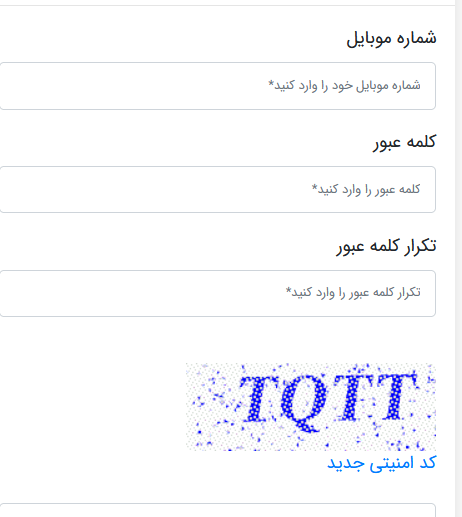 شماره موبایل
شماره موبایل خود را وارد کنید*
کلمه عبور
کلمه عبور را وارد کنید*
تکرار کلمه عبور
تکرار کلمه عبور را وارد کنید*
TQTT
کد امنیتی جدید